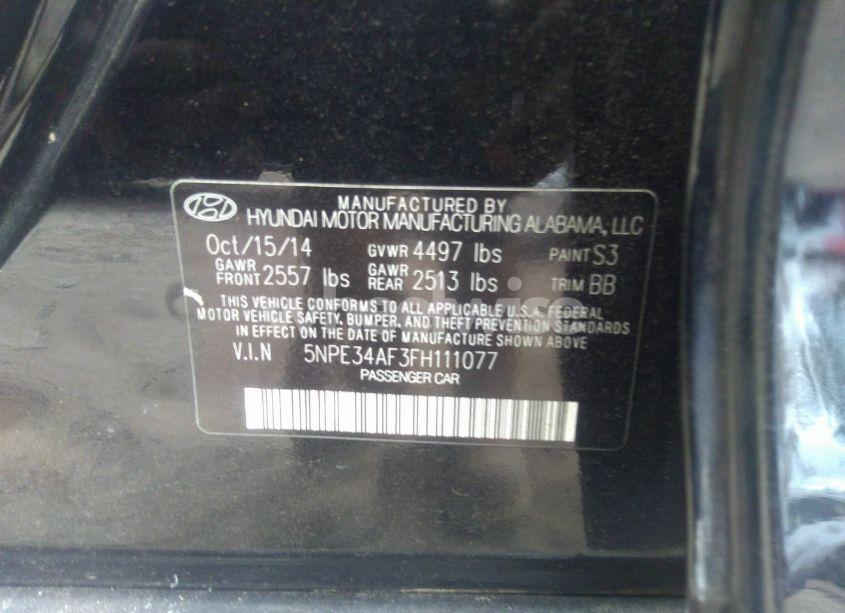 MANUFACTURED BY
HYUNDAI MOTOR MANUFACTURING ALABAMA, LLC
Oct/15/14 GVWR 4497 lbs PAINT S3
GAWR FRONT 2557 lbs GAWR REAR 2513 lbs TRIM BB
THIS VEHICLE CONFORMS TO ALL APPLICABLE U.S.A. FEDERAL
MOTOR VEHICLE SAFETY, BUMPER, AND THEFT PREVENTION STANDARDS
IN EFFECT ON THE DATE OF MANUFACTURE SHOWN ABOVE
V.I.N 5NPE34AF3FH111077
PASSENGER CAR